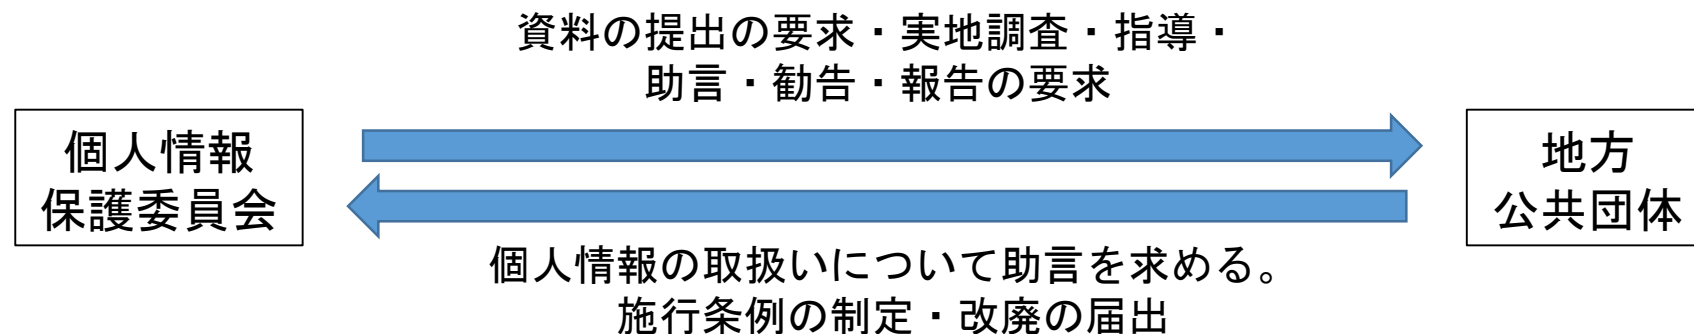 資料の提出の要求・実地調査・指導・
助言・勧告・報告の要求
個人情報
保護委員会
地方
公共団体
個人情報の取扱いについて助言を求める。
施行条例の制定・改廃の届出